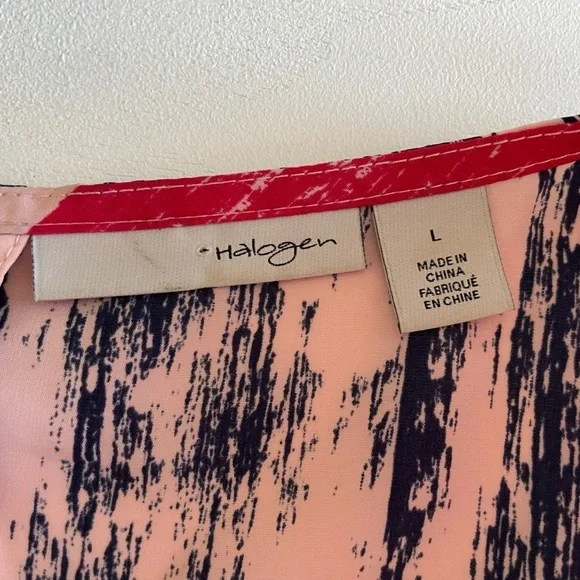 Halogen
L
MADE IN
CHINA
FABRIQUÉ
EN CHINE